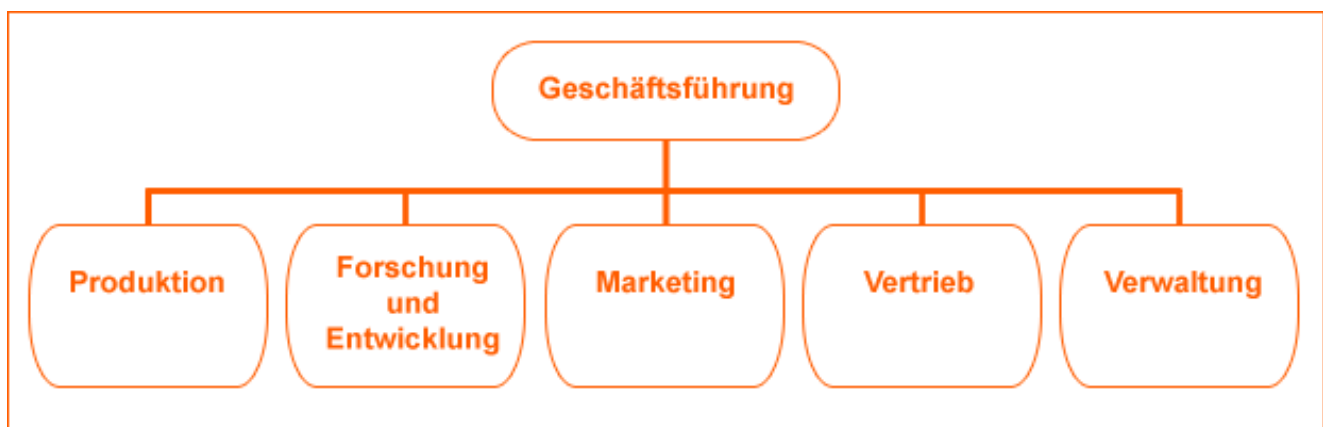 Geschäftsführung
Produktion
Forschung
und
Entwicklung
Marketing
Vertrieb
Verwaltung